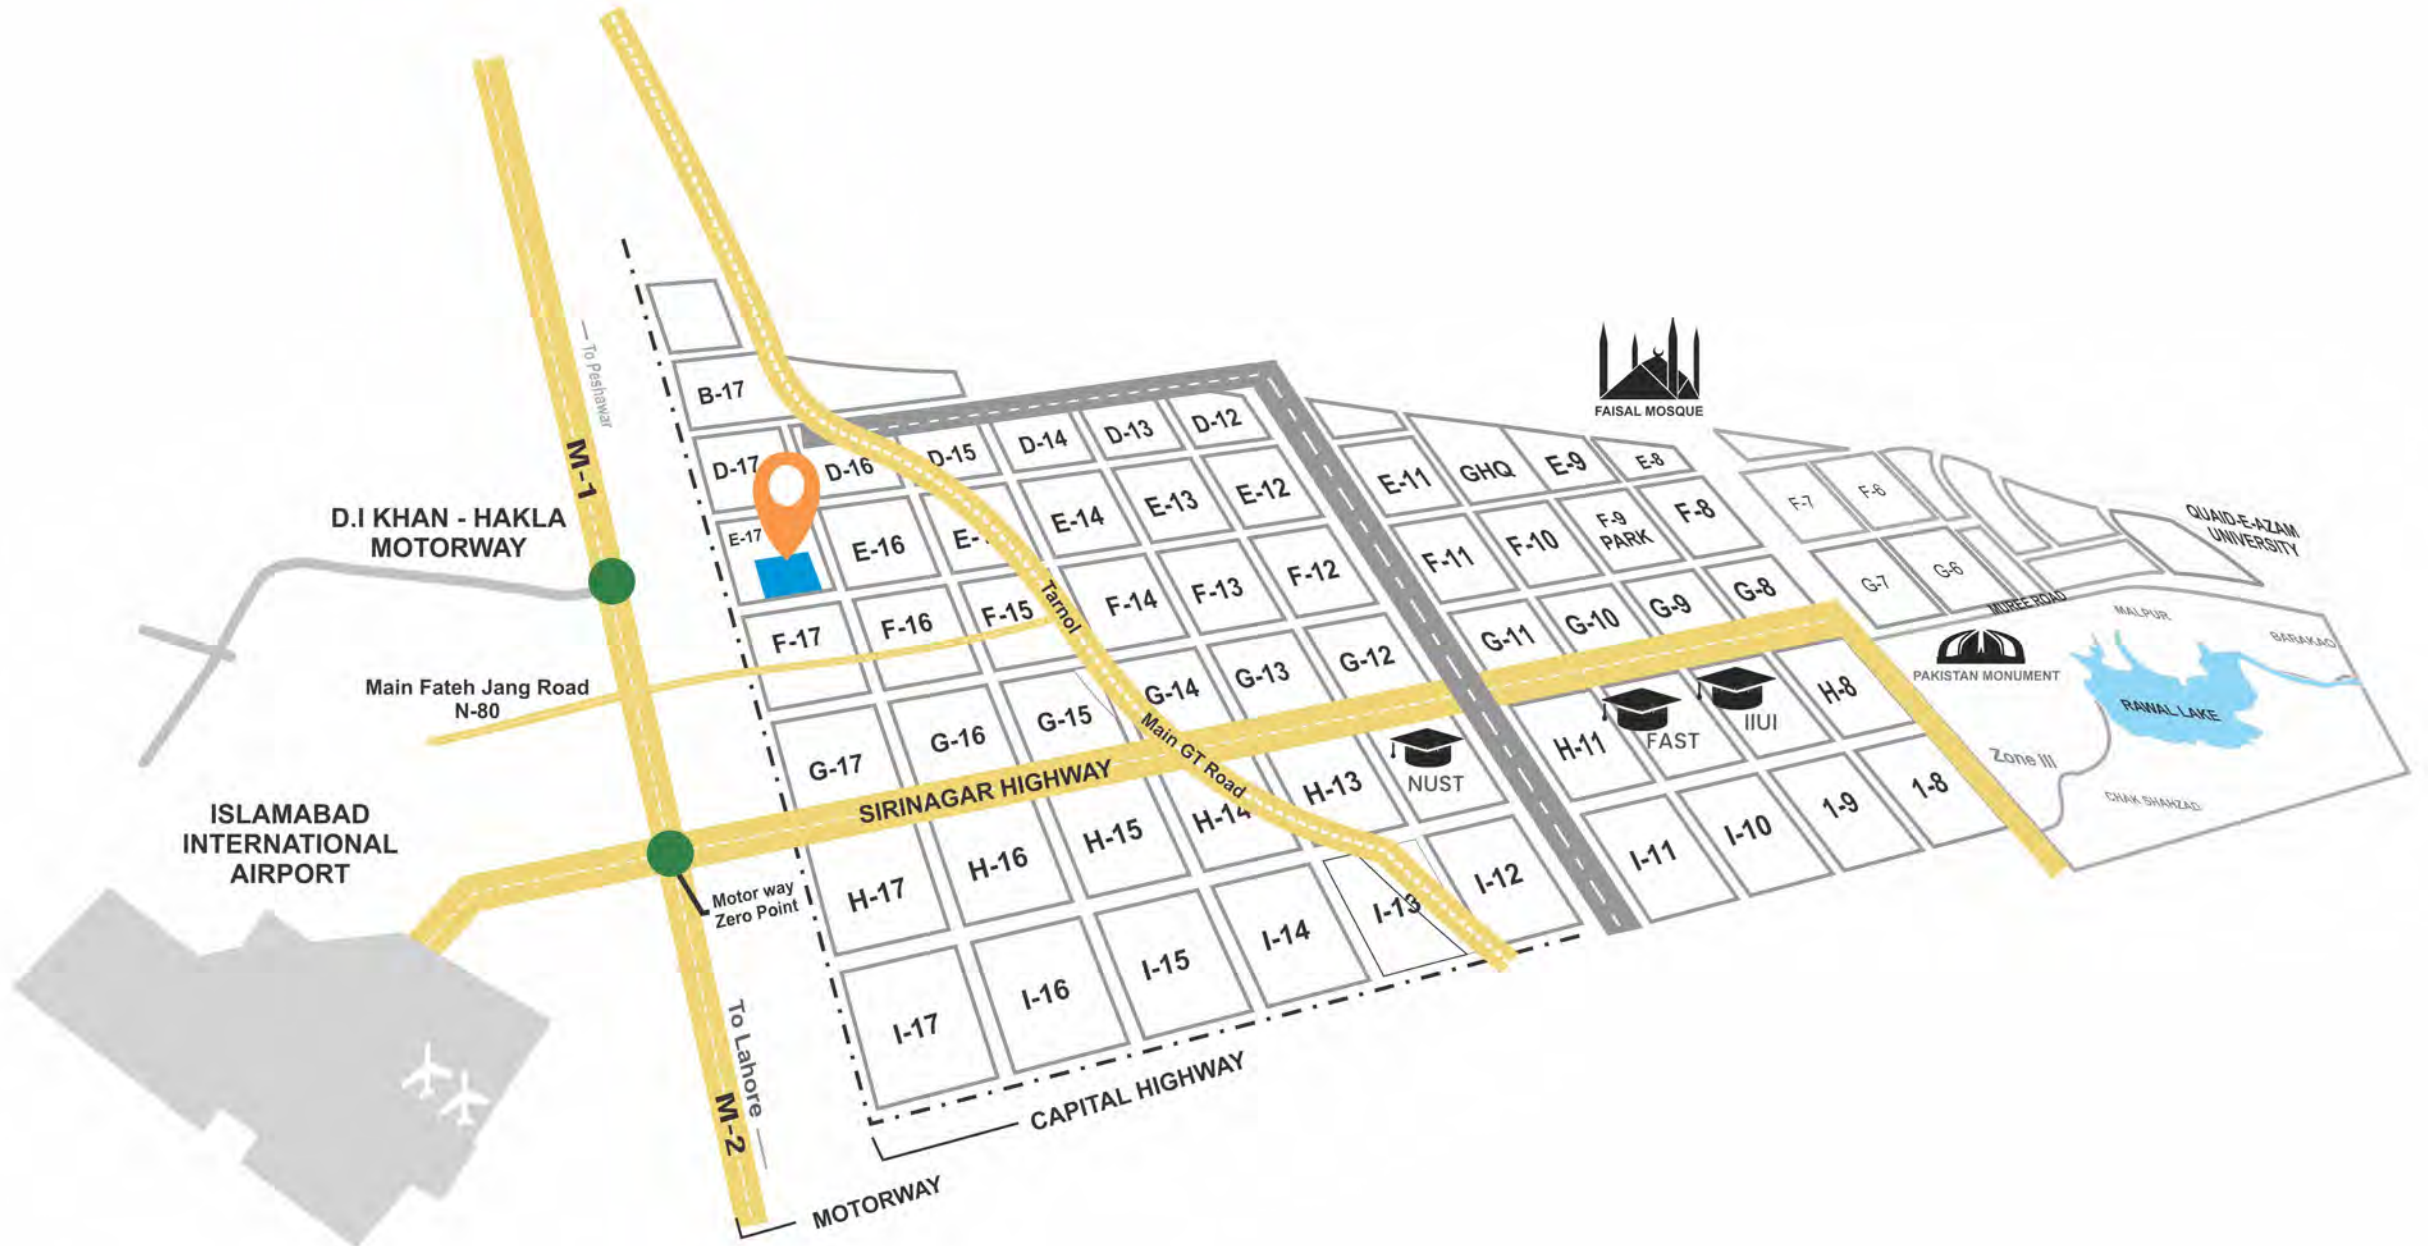 To Peshawar
M-1
D.I KHAN - HAKLA
MOTORWAY
Main Fateh Jang Road
N-80
ISLAMABAD
INTERNATIONAL
AIRPORT
Motor way
Zero Point
To Lahore
M-2
MOTORWAY
CAPITAL HIGHWAY
SIRINAGAR HIGHWAY
Tarnol
Main GT Road
B-17
D-17
D-16
D-15
D-14
D-13
D-12
E-17
E-16
E-
E-14
E-13
E-12
E-11
GHQ
E-9
E-8
F-17
F-16
F-15
F-14
F-13
F-12
F-11
F-10
F-9
PARK
F-8
F-7
F-6
G-17
G-16
G-15
G-14
G-13
G-12
G-11
G-10
G-9
G-8
G-7
G-6
H-17
H-16
H-15
H-14
H-13
NUST
H-11
FAST
IIUI
H-8
I-17
I-16
I-15
I-14
I-13
I-12
I-11
I-10
1-9
1-8
FAISAL MOSQUE
QUAID-E-AZAM
UNIVERSITY
MUREE ROAD
MALPUR
BARAKAO
PAKISTAN MONUMENT
RAWAL LAKE
Zone III
CHAK SHAHZAD